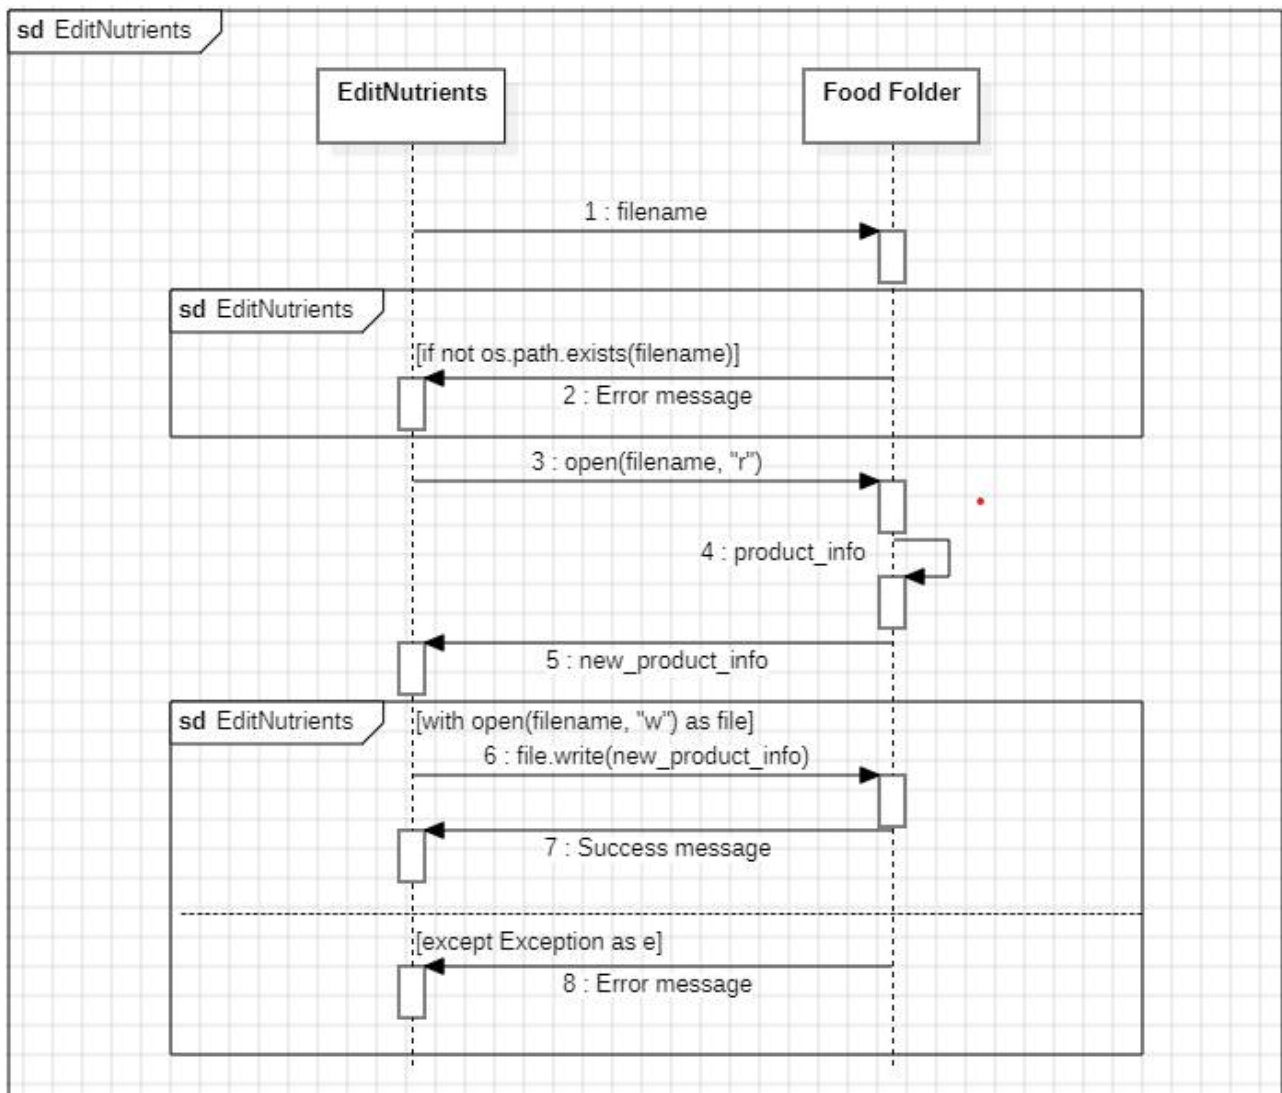 sd EditNutrients
EditNutrients
Food Folder
1 : filename
sd EditNutrients
[if not os.path.exists(filename)]
2 : Error message
3 : open(filename, "r")
4 : product_info
5 : new_product_info
sd EditNutrients
[with open(filename, "w") as file]
6 : file.write(new_product_info)
7 : Success message
[except Exception as e]
8 : Error message